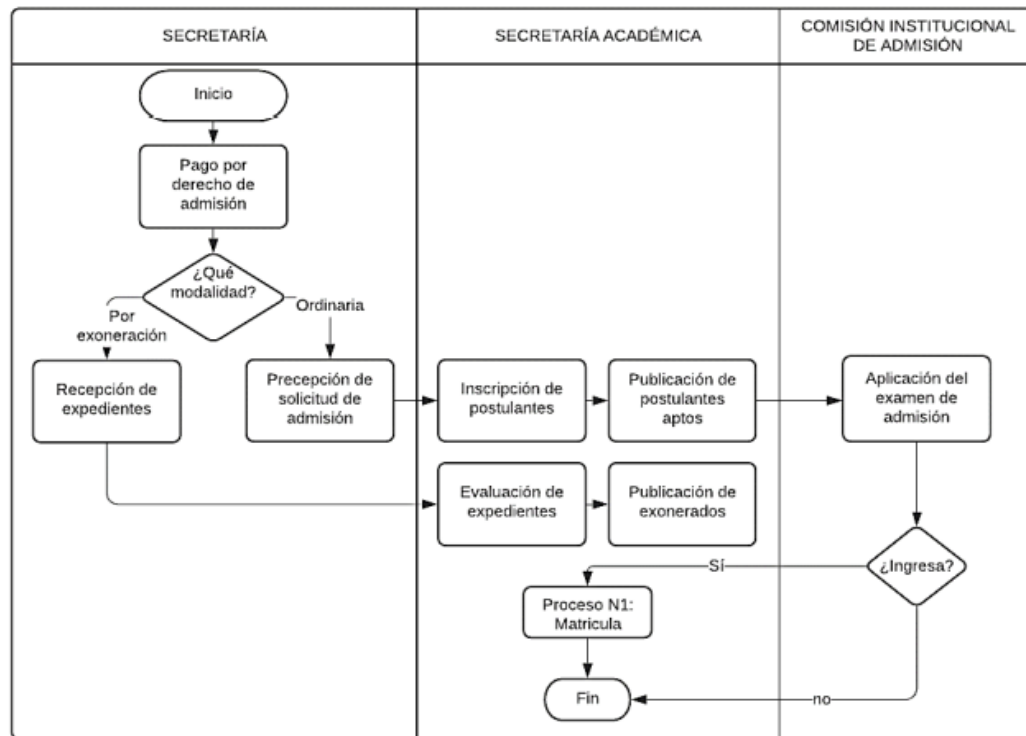 SECRETARÍA
SECRETARÍA ACADÉMICA
COMISIÓN INSTITUCIONAL
DE ADMISIÓN
Inicio
Pago por
derecho de
admisión
¿Qué
modalidad?
Por
exoneración
Ordinaria
Recepción de
expedientes
Precepción de
solicitud de
admisión
Inscripción de
postulantes
Publicación de
postulantes
aptos
Aplicación del
examen de
admisión
Evaluación de
expedientes
Publicación de
exonerados
¿Ingresa?
Sí
Proceso N1:
Matricula
Fin
no